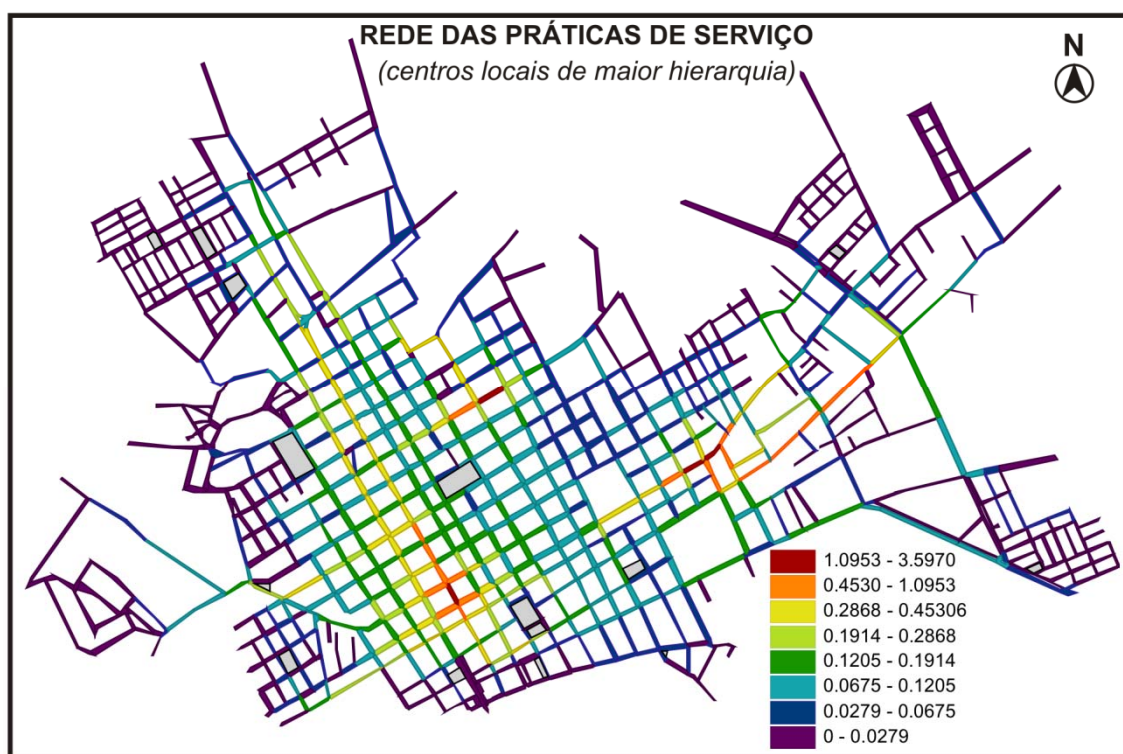 REDE DAS PRÁTICAS DE SERVIÇO
(centros locais de maior hierarquia)
N
1.0953 - 3.5970
0.4530 - 1.0953
0.2868 - 0.45306
0.1914 - 0.2868
0.1205 - 0.1914
0.0675 - 0.1205
0.0279 - 0.0675
0 - 0.0279